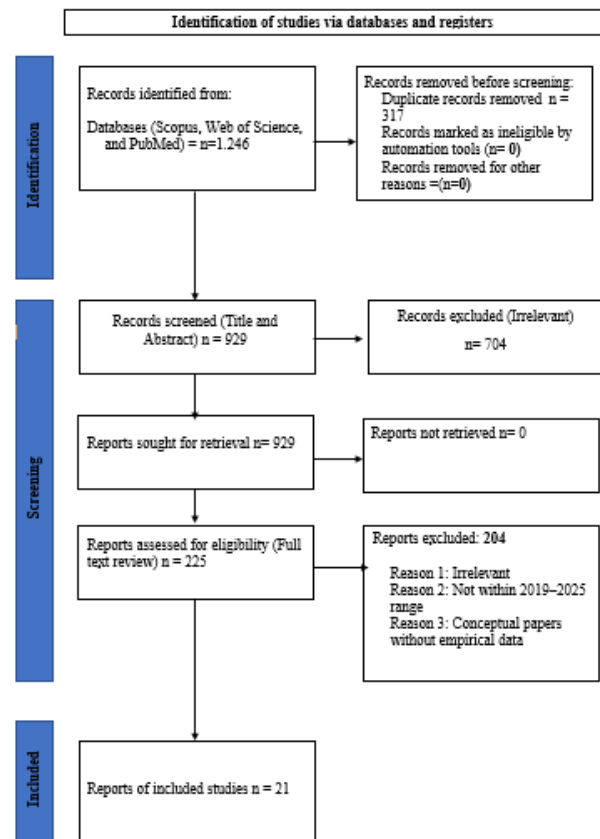 Identification of studies via databases and registers
Identification
Records identified from:
Databases (Scopus, Web of Science,
and PubMed) = n=1.246
Records removed before screening:
Duplicate records removed n =
317
Records marked as ineligible by
automation tools (n= 0)
Records removed for other
reasons =(n=0)
Screening
Records screened (Title and
Abstract) n = 929
Records excluded (Irrelevant)
n= 704
Reports sought for retrieval n= 929
Reports not retrieved n= 0
Reports assessed for eligibility (Full
text review) n = 225
Reports excluded: 204
Reason 1: Irrelevant
Reason 2: Not within 2019–2025
range
Reason 3: Conceptual papers
without empirical data
Included
Reports of included studies n = 21